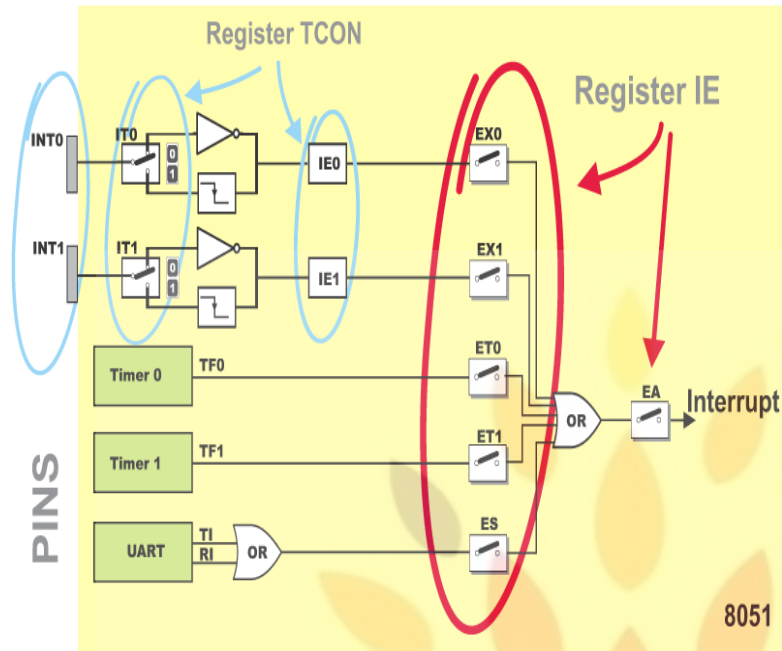 Register TCON
Register IE
INT0
IT0
0
1
IE0
EX0
INT1
IT1
0
1
IE1
EX1
Timer 0
TF0
ET0
EA
Interrupt
OR
Timer 1
TF1
ET1
PINS
UART
TI
RI
OR
ES
8051